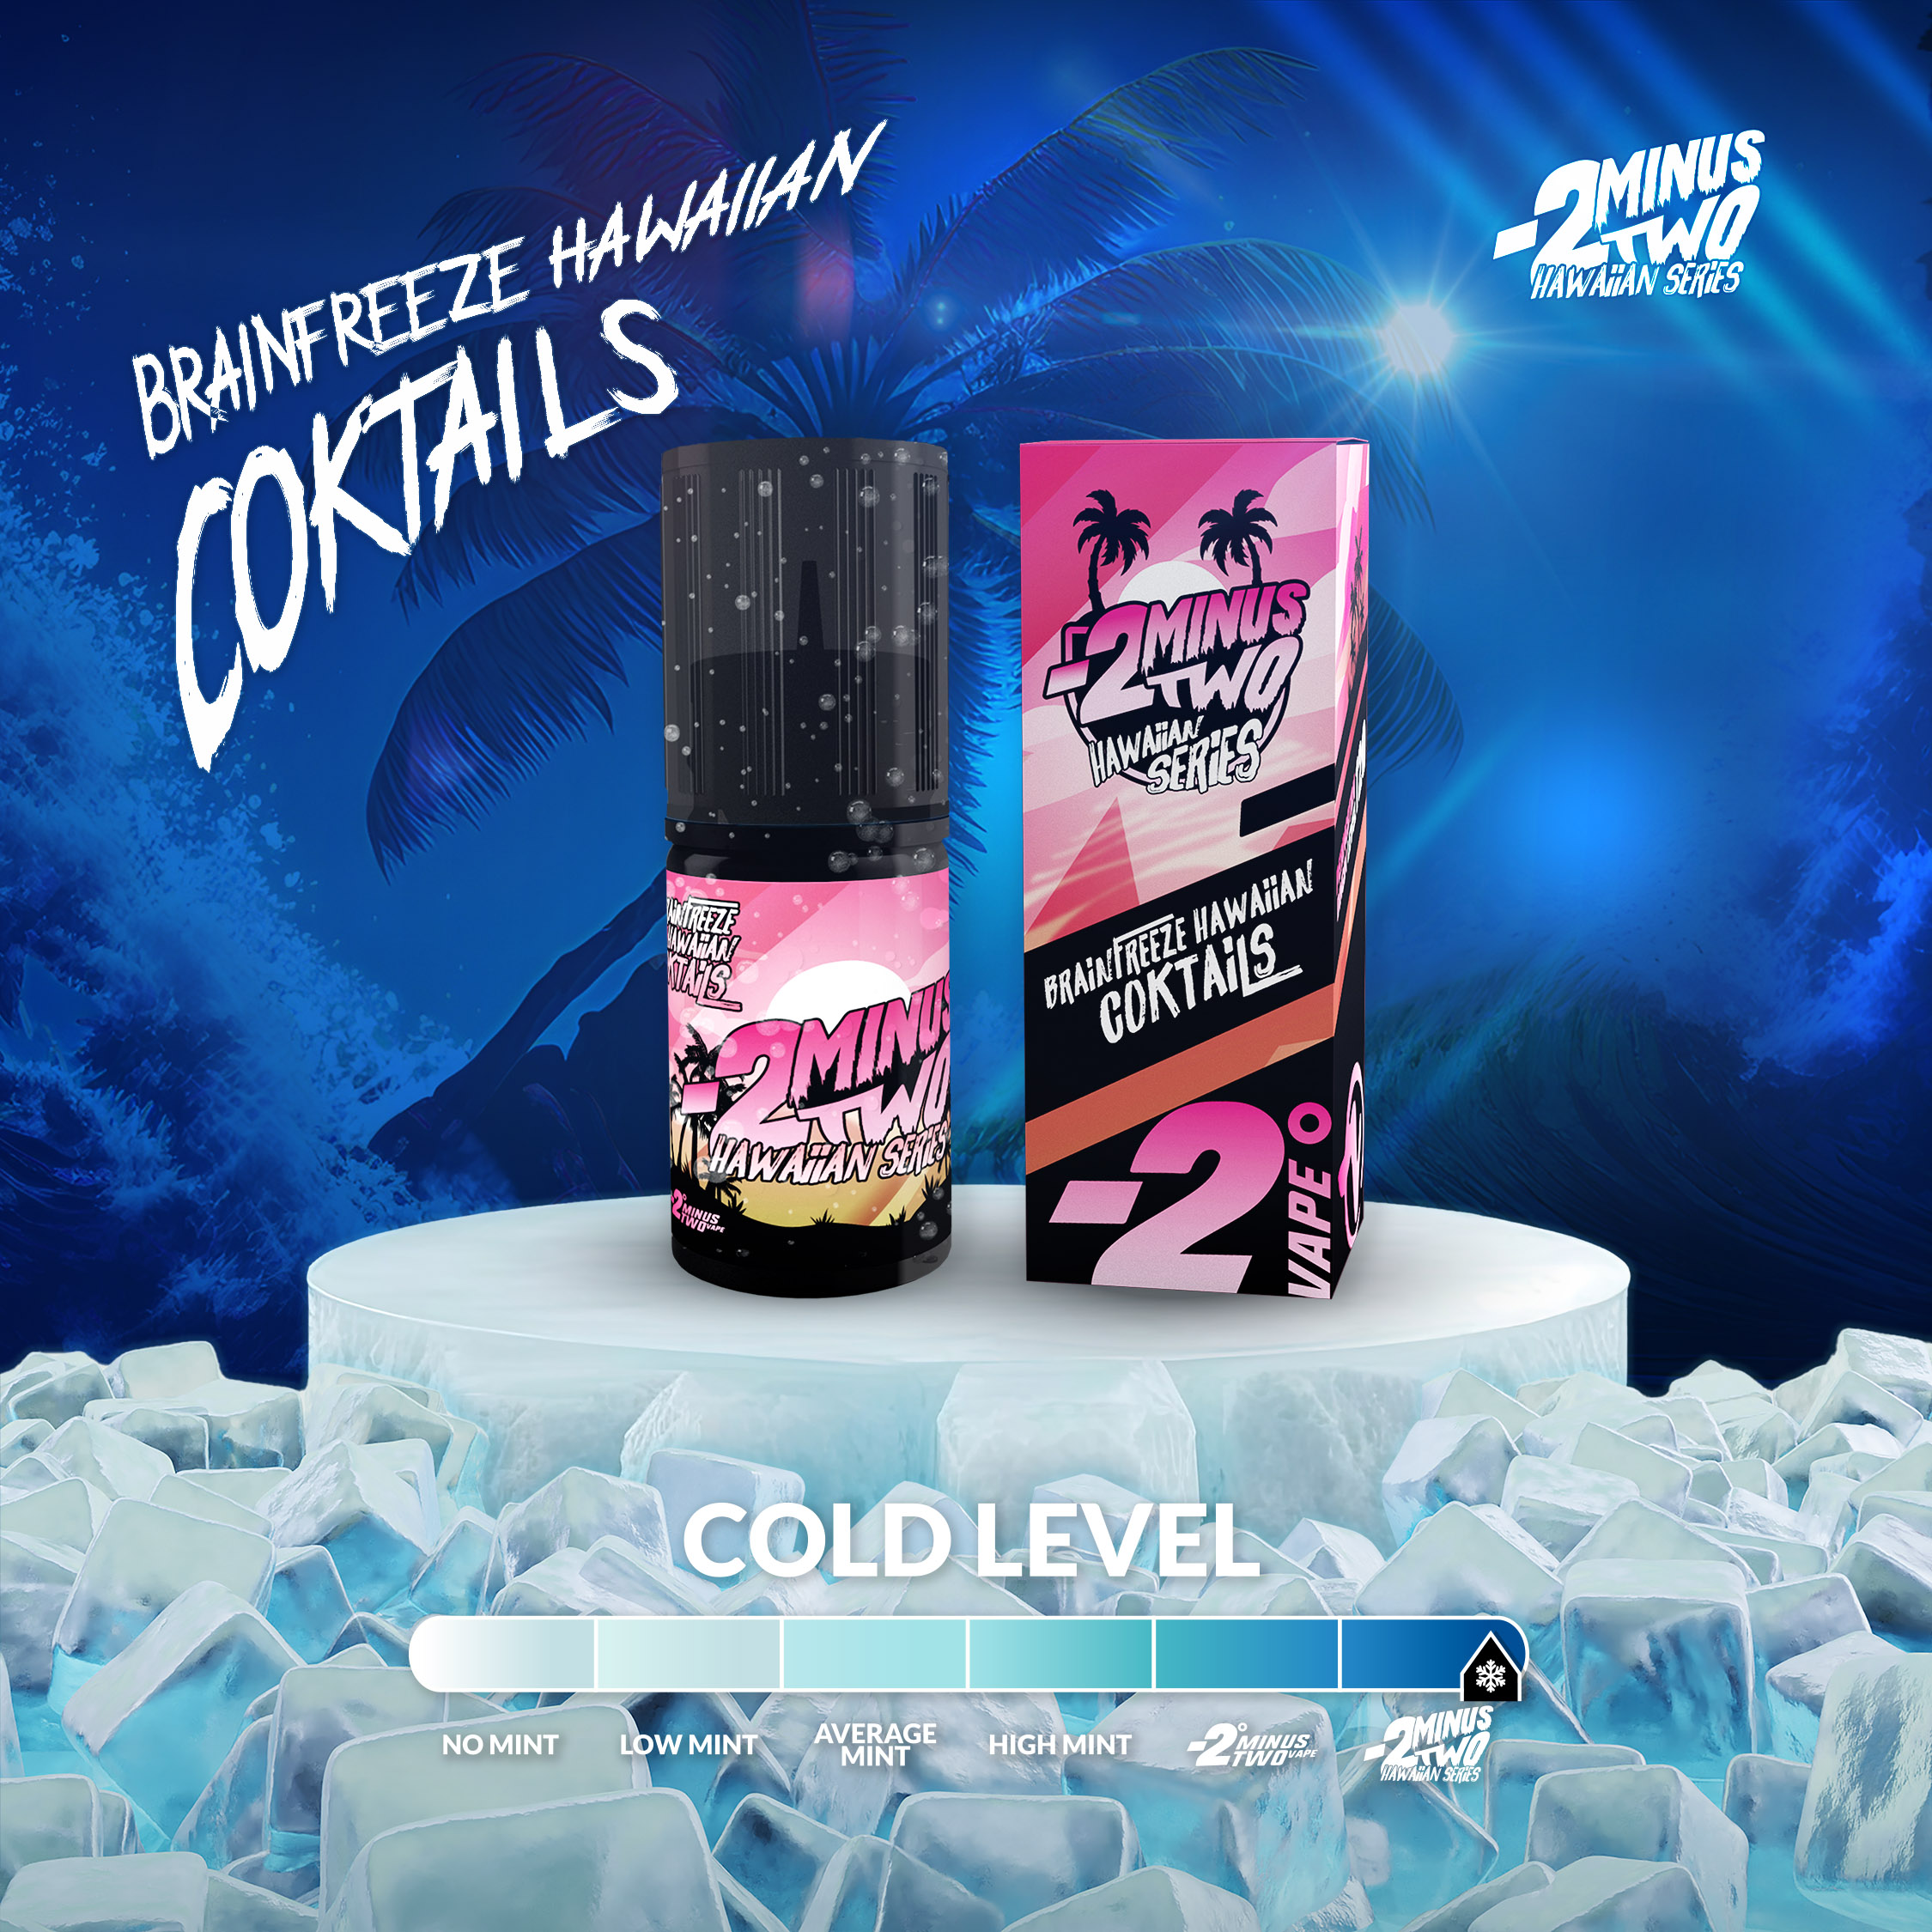 BRAINFREEZE HAWAIIAN
COKTAILS
-2 MINUS
TWO
HAWAIIAN SERIES
FREEZE
HAWAIIAN
-2 MINUS
TWO
HAWAIIAN SERIES
-2° MINUS
TWO VAPE
-2 MINUS
TWO
HAWAIIAN
SERIES
BRAINFREEZE HAWAIIAN
COKTAILS
-2°
VAPE
COLD LEVEL
NO MINT
LOW MINT
AVERAGE
MINT
HIGH MINT
-2° MINUS
TWO VAPE
-2 MINUS
TWO
HAWAIIAN SERIES